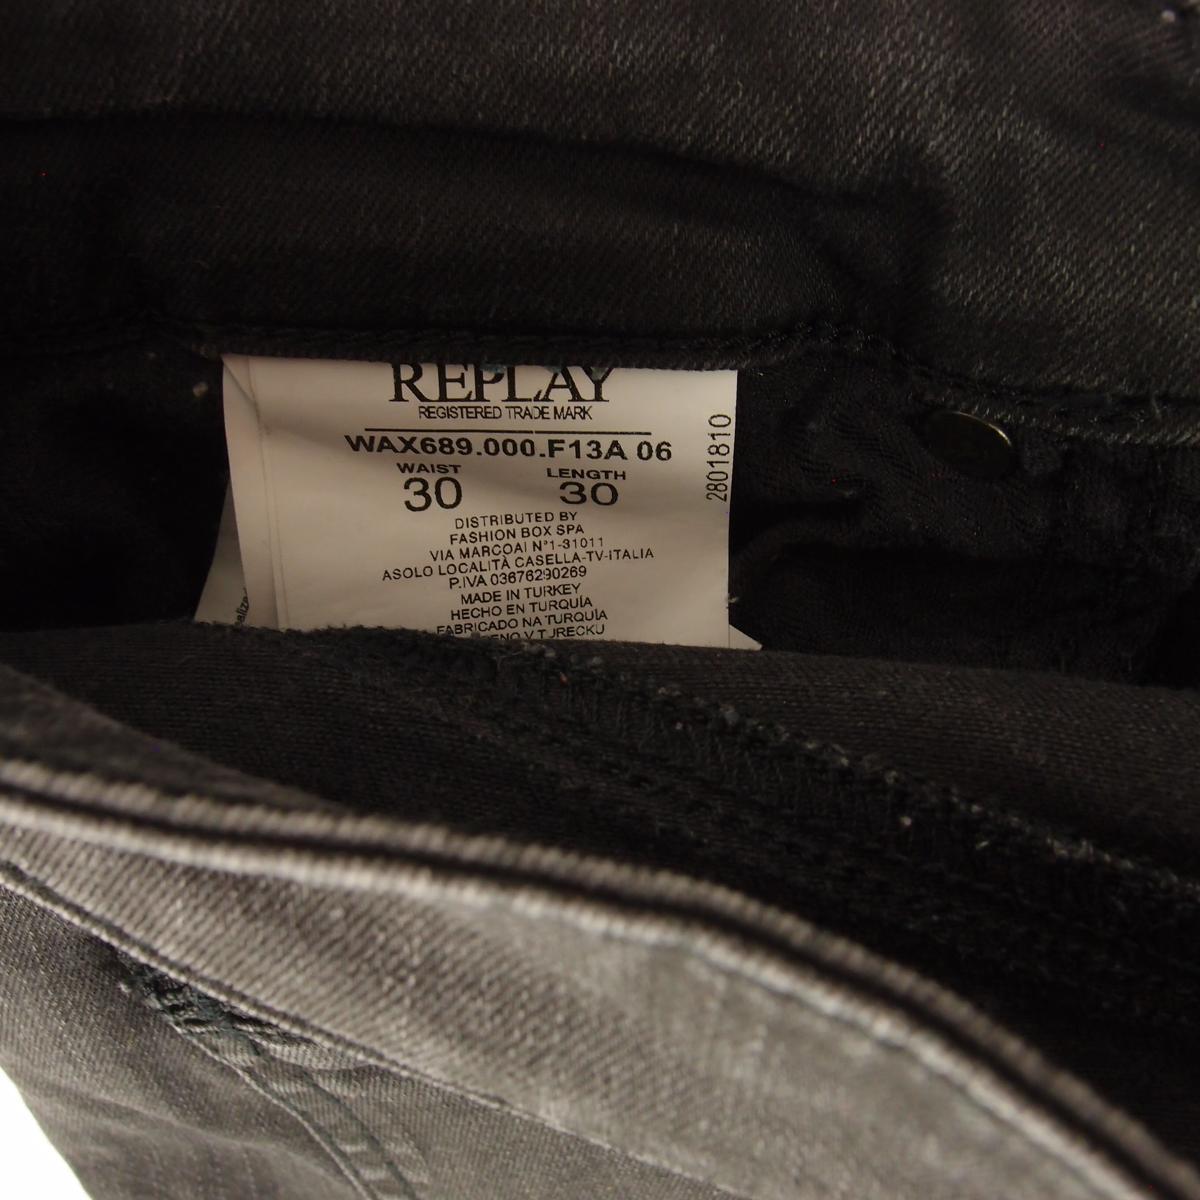 REPLAY
REGISTERED TRADE MARK
WAX689.000.F13A 06
WAIST LENGTH
30 30
DISTRIBUTED BY
FASHION BOX SPA
VIA MARCOAI N°1-31011
ASOLO LOCALITÀ CASELLA-TV-ITALIA
P.IVA 03676290269
MADE IN TURKEY
HECHO EN TURQUÍA
FABRICADO NA TURQUIA
V TURECKU
2801810